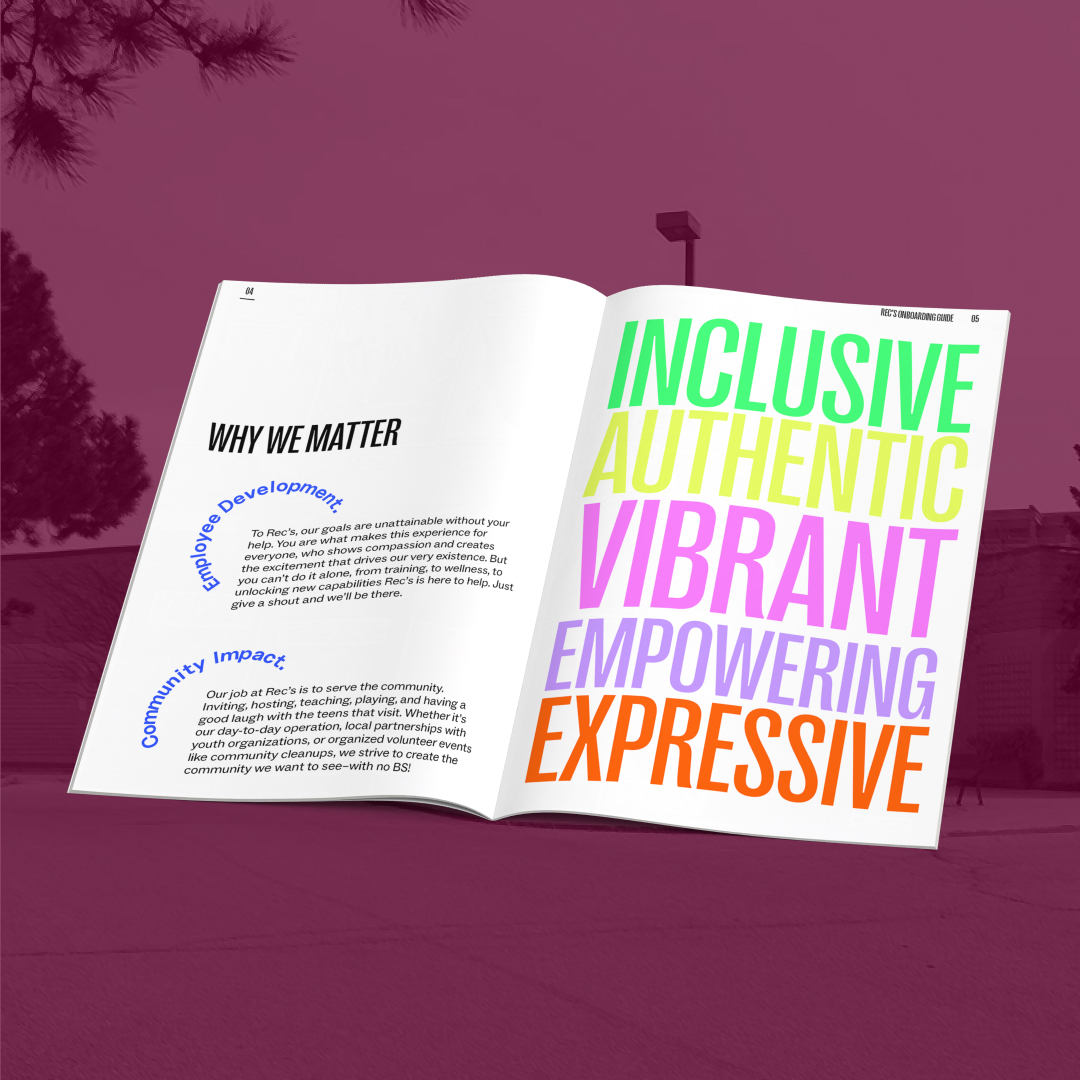 04
WHY WE MATTER
Employee Development.
To Rec's, our goals are unattainable without your
help. You are what makes this experience for
everyone, who shows compassion and creates
the excitement that drives our very existence. But
you can't do it alone, from training, to wellness, to
unlocking new capabilities Rec's is here to help. Just
give a shout and we'll be there.
Community Impact.
Our job at Rec's is to serve the community.
Inviting, hosting, teaching, playing, and having a
good laugh with the teens that visit. Whether it's
our day-to-day operation, local partnerships with
youth organizations, or organized volunteer events
like community cleanups, we strive to create the
community we want to see–with no BS!
REC'S ONBOARDING GUIDE 05
INCLUSIVE
AUTHENTIC
VIBRANT
EMPOWERING
EXPRESSIVE